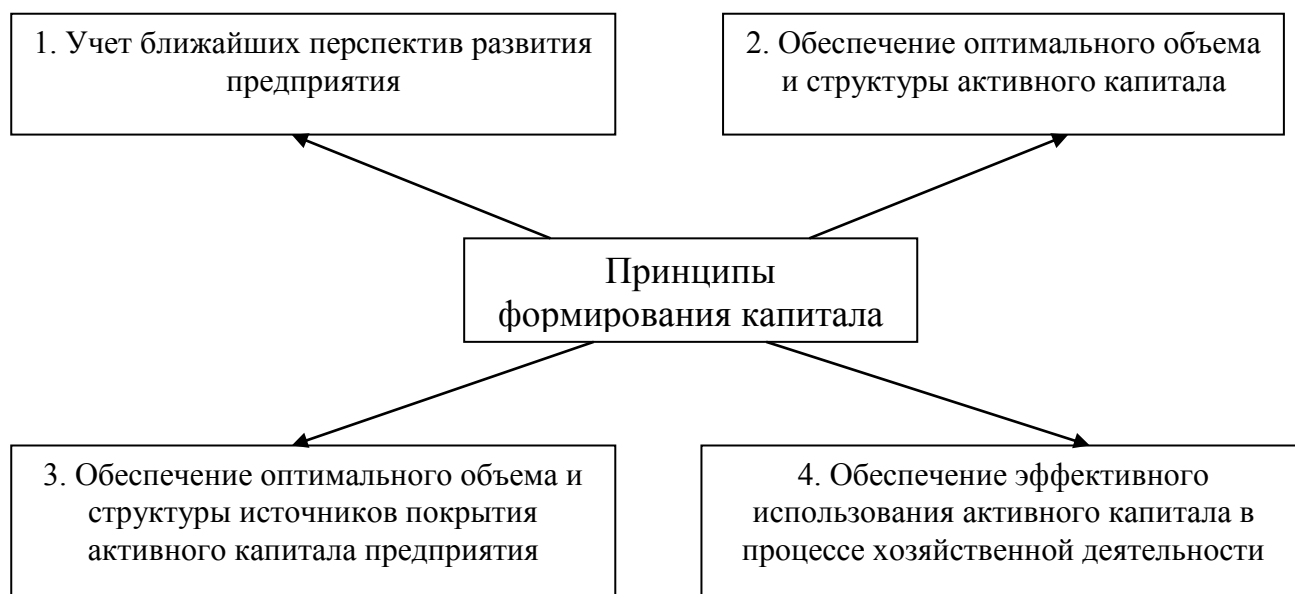 1. Учет ближайших перспектив развития
предприятия
2. Обеспечение оптимального объема
и структуры активного капитала
Принципы
формирования капитала
3. Обеспечение оптимального объема и
структуры источников покрытия
активного капитала предприятия
4. Обеспечение эффективного
использования активного капитала в
процессе хозяйственной деятельности